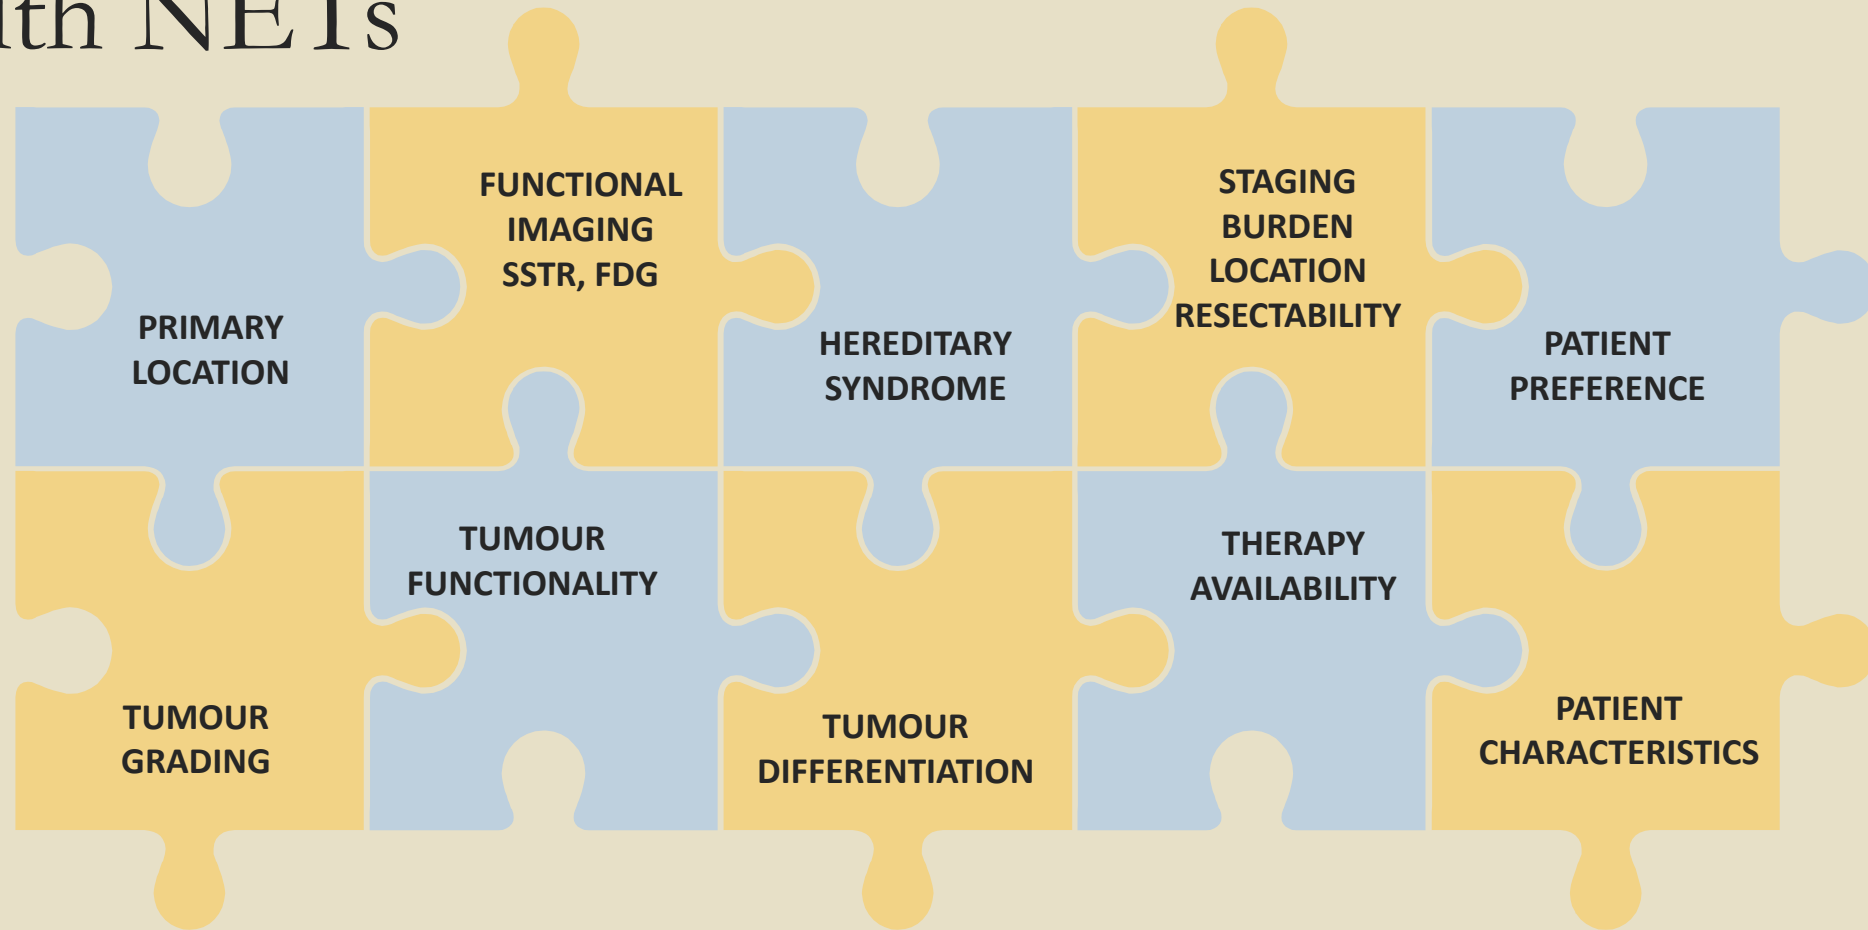 ith NETs
FUNCTIONAL
IMAGING
SSTR, FDG
STAGING
BURDEN
LOCATION
RESECTABILITY
PRIMARY
LOCATION
HEREDITARY
SYNDROME
PATIENT
PREFERENCE
TUMOUR
FUNCTIONALITY
THERAPY
AVAILABILITY
TUMOUR
GRADING
TUMOUR
DIFFERENTIATION
PATIENT
CHARACTERISTICS